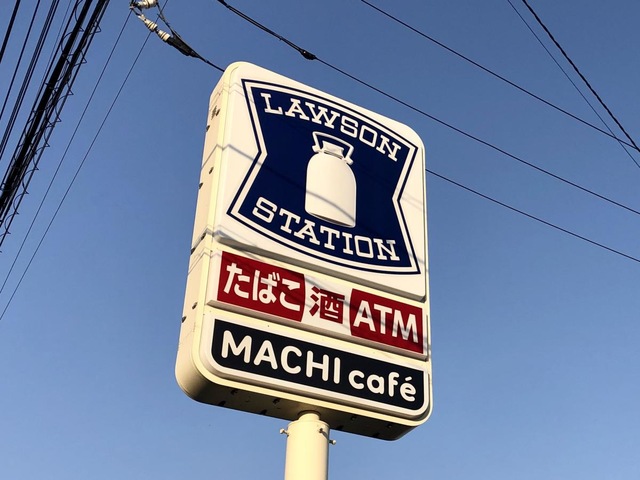 LAWSON
STATION
たばこ 酒 ATM
MACHI café